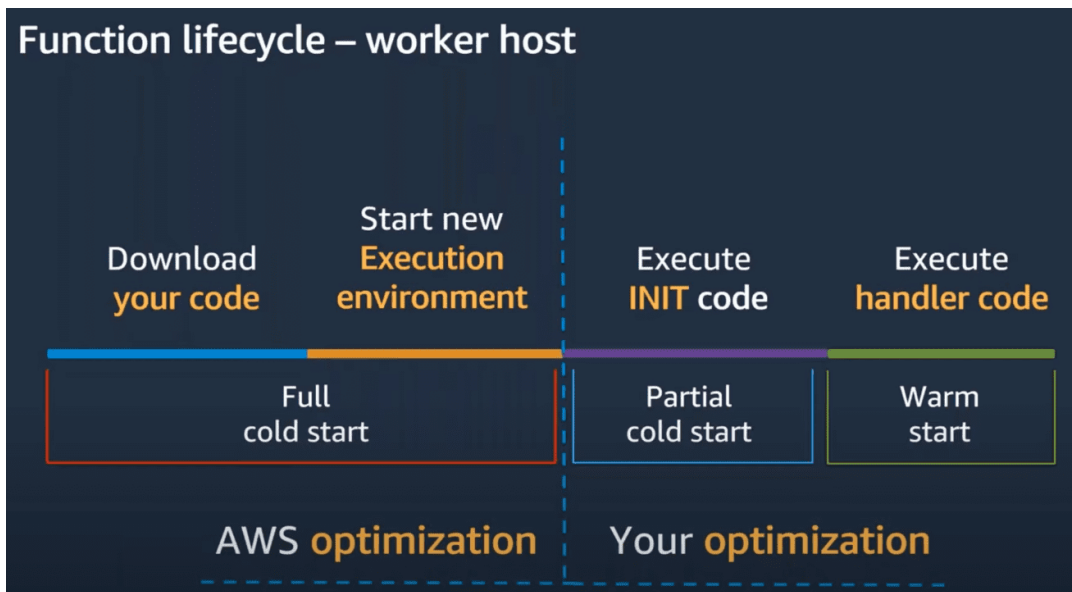 Function lifecycle – worker host
Download
your code
Start new
Execution
environment
Execute
INIT code
Execute
handler code
Full
cold start
Partial
cold start
Warm
start
AWS optimization
Your optimization